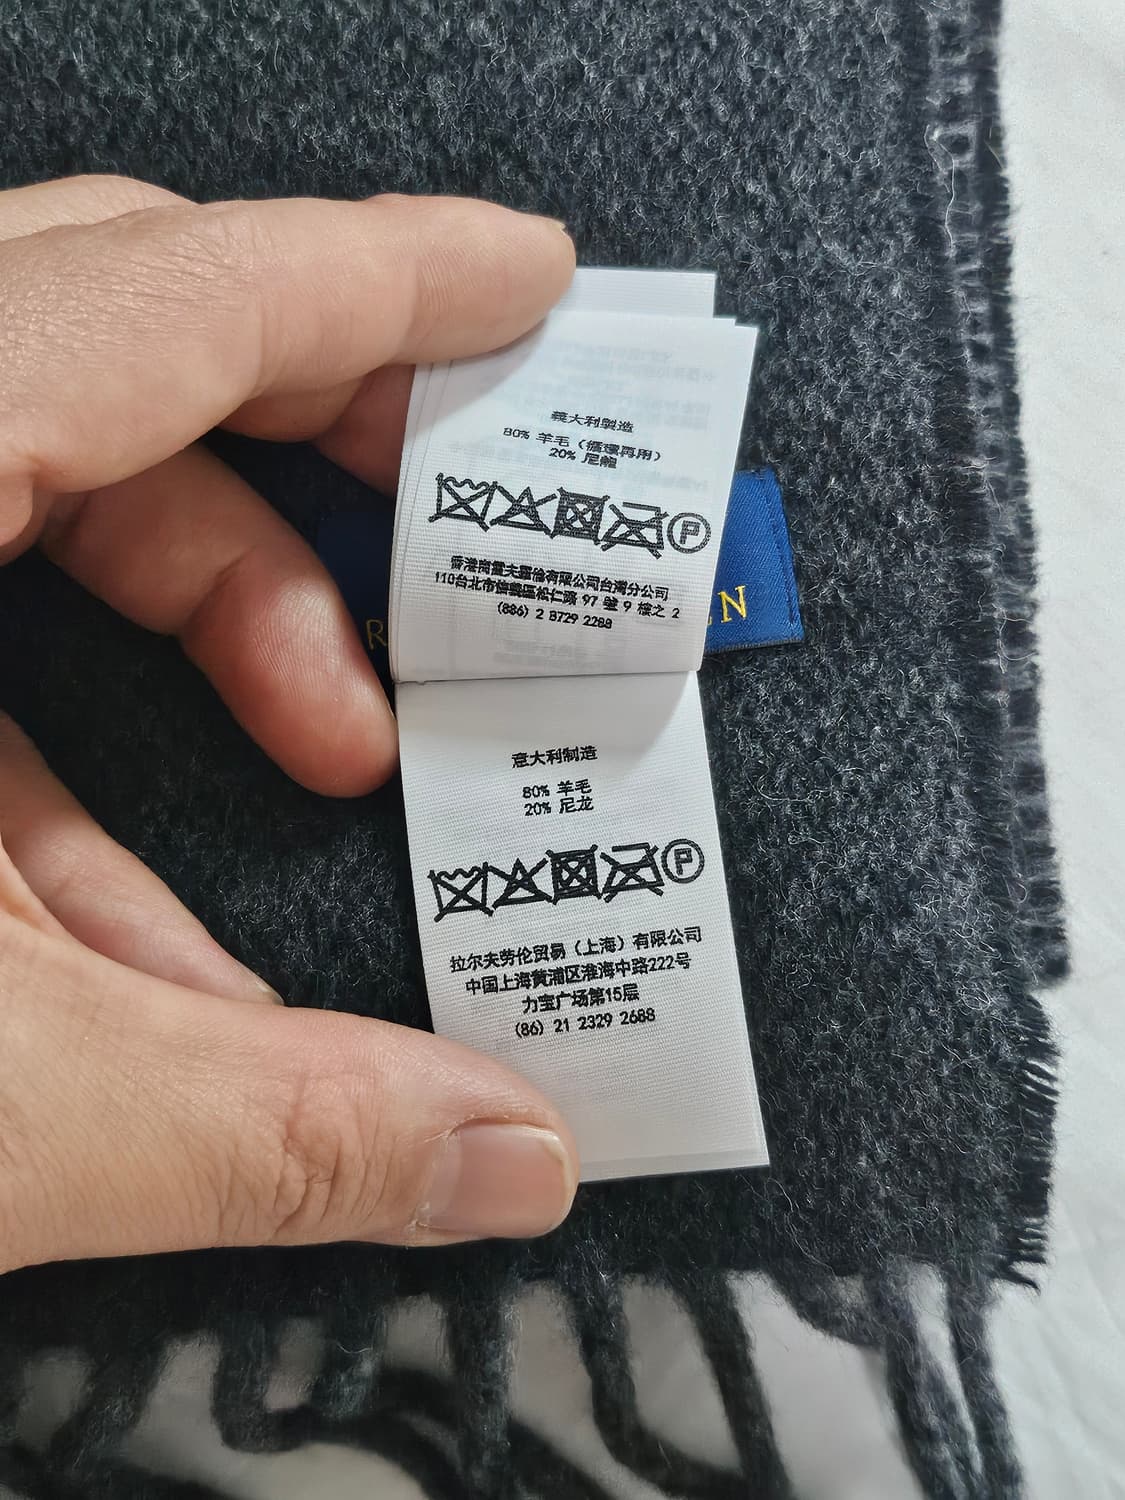 義大利製造
80% 羊毛（循環再用）
20% 尼龍
P
香港商雷夫羅倫有限公司台灣分公司
110台北市信義區松仁路 97 號 9 樓之 2
(886) 2 8729 2288
R
EN
意大利制造
80% 羊毛
20% 尼龙
P
拉尔夫劳伦贸易（上海）有限公司
中国上海黄浦区淮海中路222号
力宝广场第15层
(86) 21 2329 2688